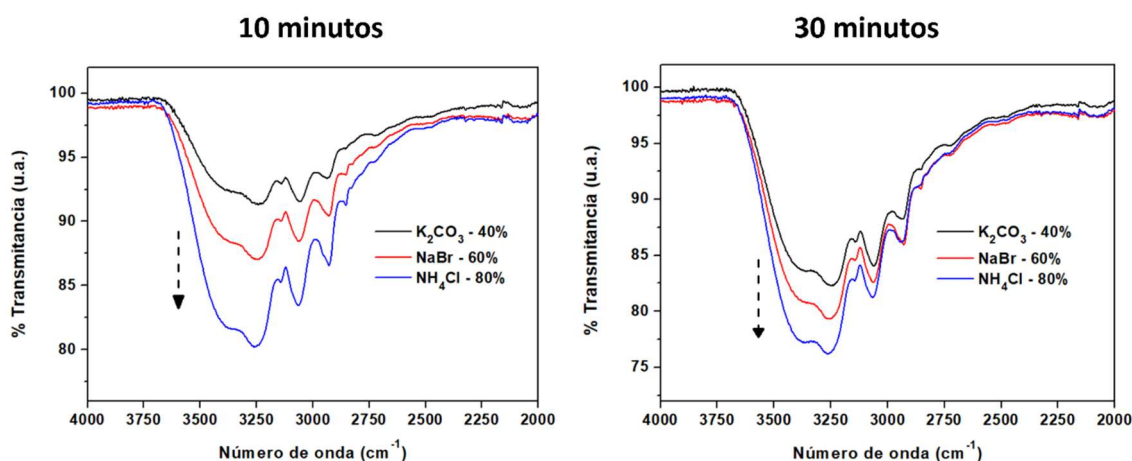 10 minutos
% Transmitancia (u.a.)
100
95
90
85
80
K₂CO₃ - 40%
NaBr - 60%
NH₄Cl - 80%
4000 3750 3500 3250 3000 2750 2500 2250 2000
Número de onda (cm⁻¹)
30 minutos
% Transmitancia (u.a.)
100
95
90
85
80
75
K₂CO₃ - 40%
NaBr - 60%
NH₄Cl - 80%
4000 3750 3500 3250 3000 2750 2500 2250 2000
Número de onda (cm⁻¹)